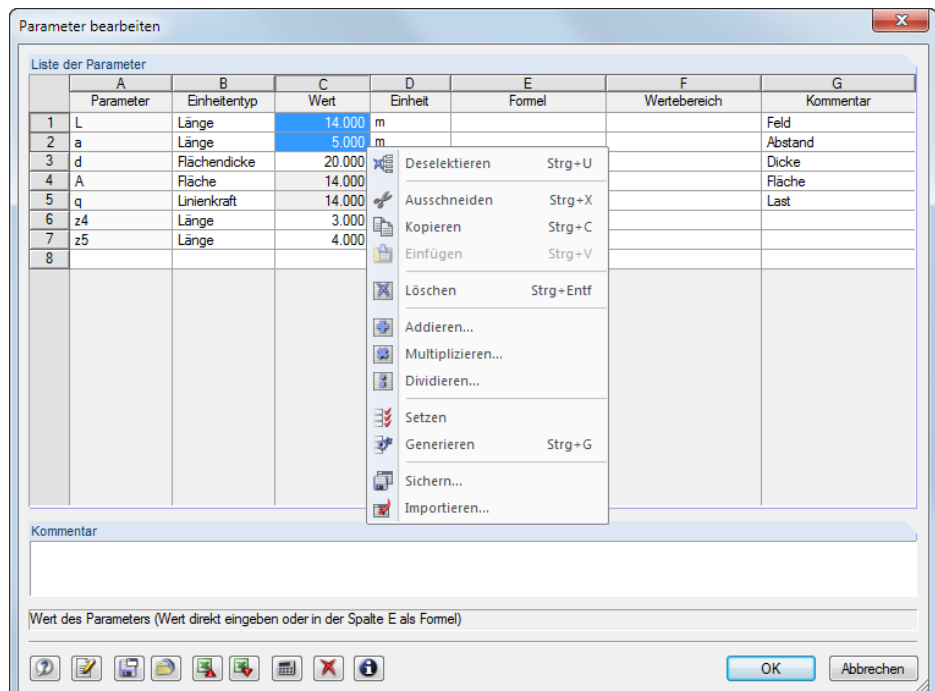 Parameter bearbeiten
Liste der Parameter
A B C D E F G
Parameter Einheitentyp Wert Einheit Formel Wertebereich Kommentar
1 L Länge 14.000 m Feld
2 a Länge 5.000 m Abstand
3 d Flächendicke 20.000 Dicke
4 A Fläche 14.000 Fläche
5 q Linienkraft 14.000 Last
6 z4 Länge 3.000
7 z5 Länge 4.000
8
Deselektieren Strg+U
Ausschneiden Strg+X
Kopieren Strg+C
Einfügen Strg+V
Löschen Strg+Entf
Addieren...
Multiplizieren...
Dividieren...
Setzen
Generieren Strg+G
Sichern...
Importieren...
Kommentar
Wert des Parameters (Wert direkt eingeben oder in der Spalte E als Formel)
OK Abbrechen